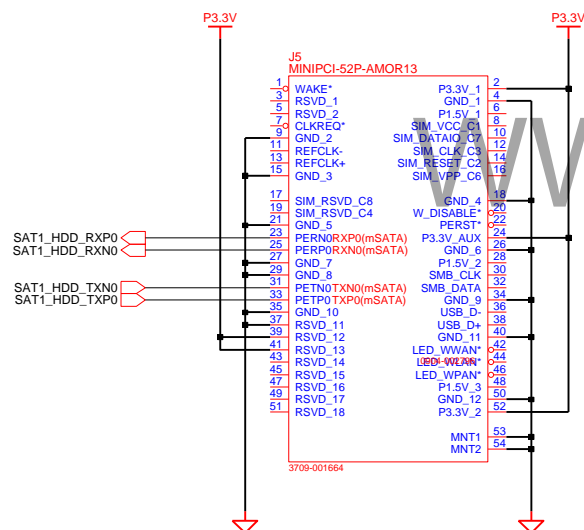 P3.3V P3.3V
J5
MINIPCI-52P-AMOR13
1 WAKE* P3.3V_1 2
3 RSVD_1 GND_1 4
5 RSVD_2 P1.5V_1 6
7 CLKREQ* SIM_VCC_C1 8
9 GND_2 SIM_DATAIO_C7 10
11 REFCLK- SIM_CLK_C3 12
13 REFCLK+ SIM_RESET_C2 14
15 GND_3 SIM_VPP_C6 16
17 SIM_RSVD_C8 GND_4 18
19 SIM_RSVD_C4 W_DISABLE* 20
21 GND_5 PERST* 22
SAT1_HDD_RXP0 23 PERN0 RXP0(mSATA) P3.3V_AUX 24
SAT1_HDD_RXN0 25 PERP0 RXN0(mSATA) GND_6 26
27 GND_7 P1.5V_2 28
29 GND_8 SMB_CLK 30
SAT1_HDD_TXN0 31 PETN0 TXN0(mSATA) SMB_DATA 32
SAT1_HDD_TXP0 33 PETP0 TXP0(mSATA) GND_9 34
35 GND_10 USB_D- 36
37 RSVD_11 USB_D+ 38
39 RSVD_12 GND_11 40
41 RSVD_13 LED_WWAN* 42
43 RSVD_14 LED_WLAN* 44
45 RSVD_15 LED_WPAN* 46
47 RSVD_16 P1.5V_3 48
49 RSVD_17 GND_12 50
51 RSVD_18 P3.3V_2 52
MNT1 53
MNT2 54
3709-001664